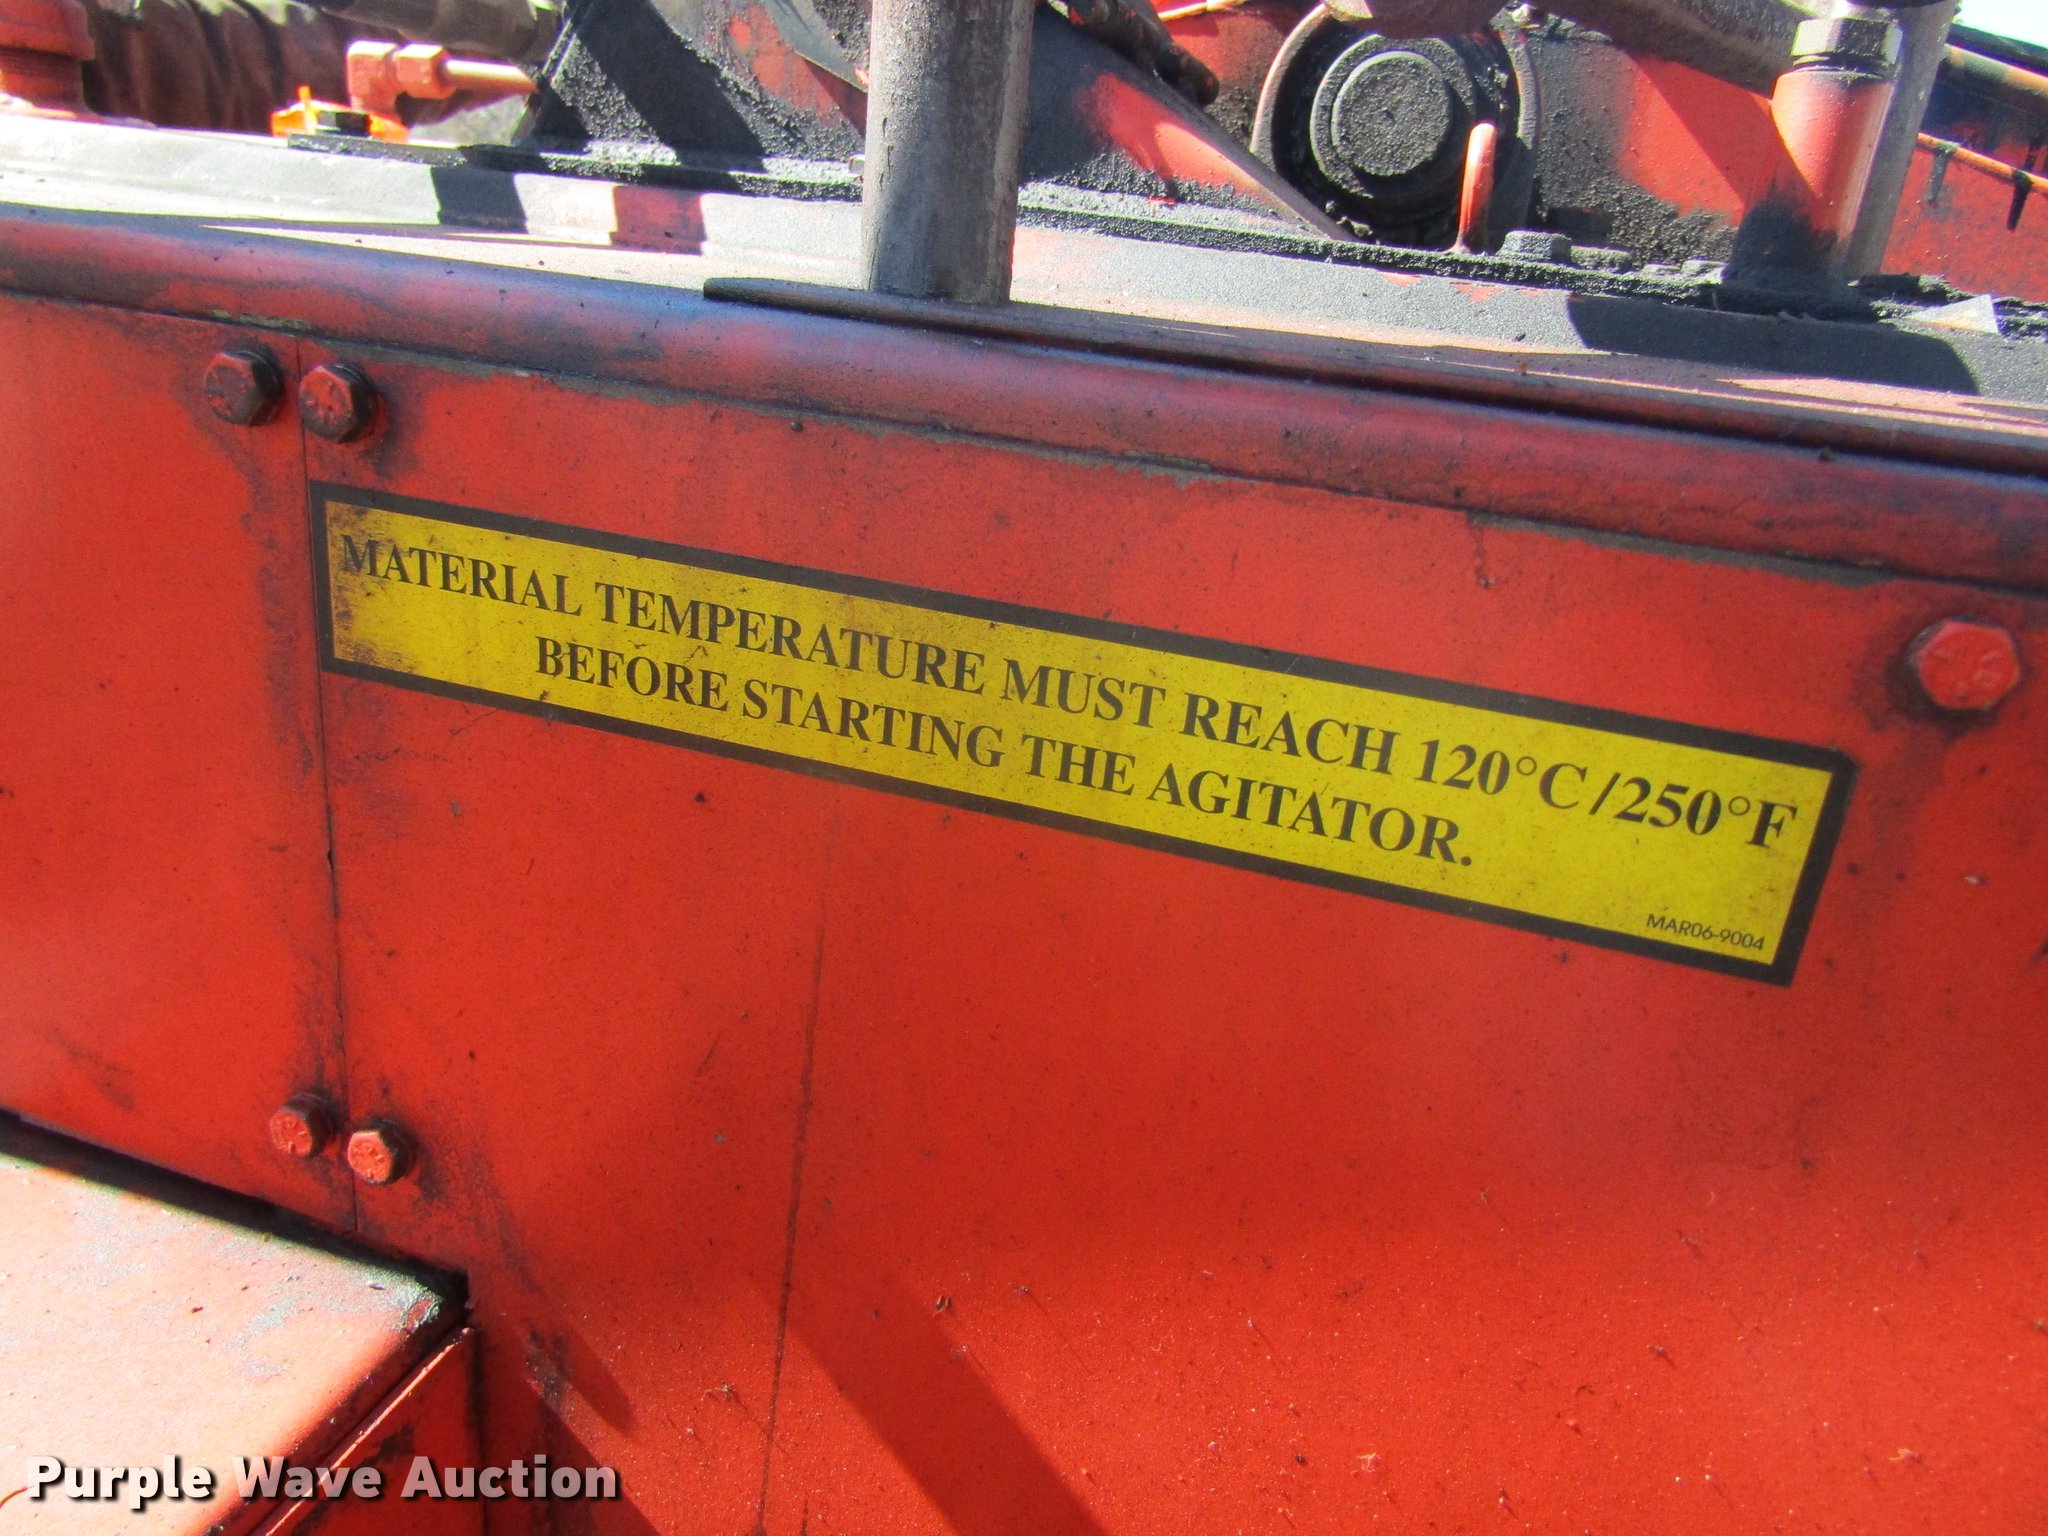 MATERIAL TEMPERATURE MUST REACH 120°C/250°F
BEFORE STARTING THE AGITATOR.
MAR06-9004
Purple Wave Auction